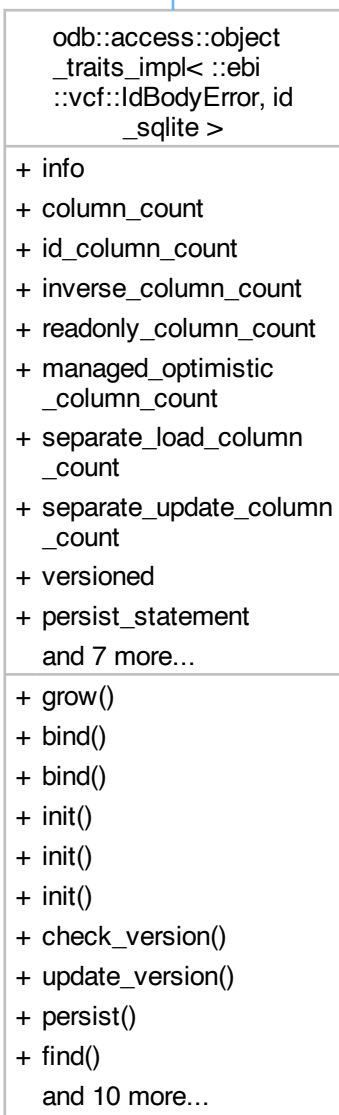 odb::access::object
_traits_impl< ::ebi
::vcf::IdBodyError, id
_sqlite >
+ info
+ column_count
+ id_column_count
+ inverse_column_count
+ readonly_column_count
+ managed_optimistic
_column_count
+ separate_load_column
_count
+ separate_update_column
_count
+ versioned
+ persist_statement
and 7 more...
+ grow()
+ bind()
+ bind()
+ init()
+ init()
+ init()
+ check_version()
+ update_version()
+ persist()
+ find()
and 10 more...